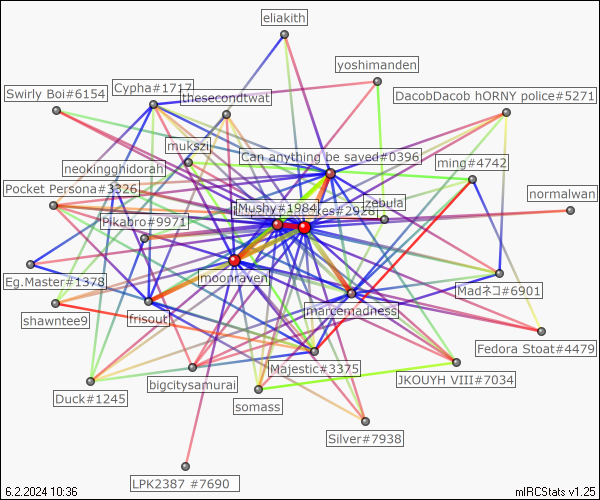 eliakith
yoshimanden
Swirly Boi#6154
Cypha#1717
thesecondtwat
DacobDacob hORNY police#5271
mukszi
Can anything be saved#0396
ming#4742
neokingghidorah
Pocket Persona#3326
normalwan
Mushy#1984
kes#2928
zebula
Pikabro#9971
moonraven
Eg.Master#1378
Madネコ#6901
shawntee9
frisout
marcemadness
Fedora Stoat#4479
Majestic#3375
JKOUYH VIII#7034
bigcitysamurai
Duck#1245
somass
Silver#7938
LPK2387 #7690
6.2.2024 10:36
mIRCStats v1.25